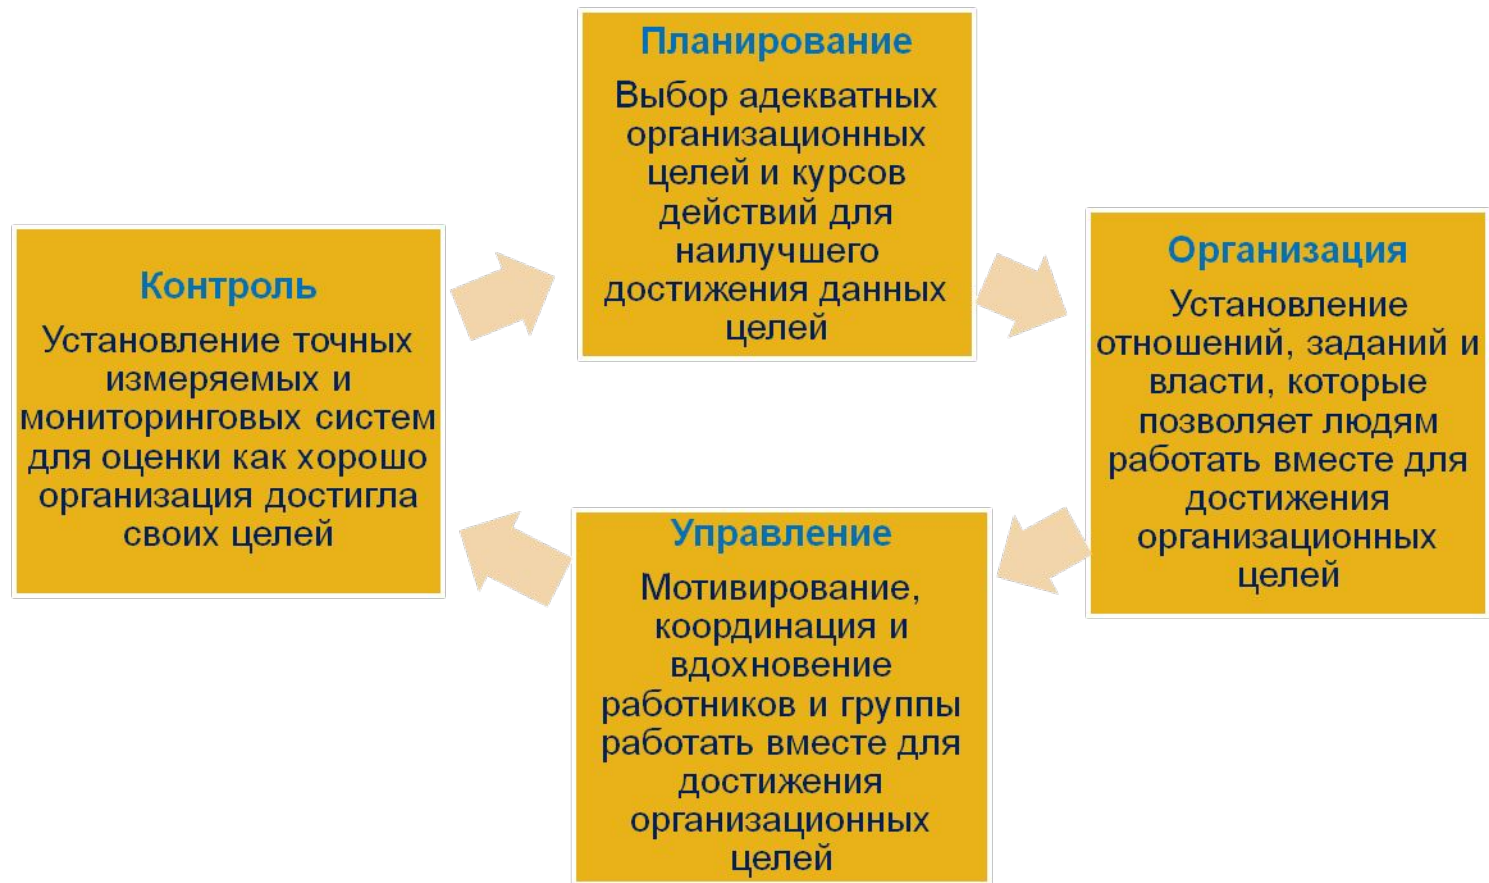 Планирование
Выбор адекватных
организационных
целей и курсов
действий для
наилучшего
достижения данных
целей
Организация
Установление
отношений, заданий и
власти, которые
позволяет людям
работать вместе для
достижения
организационных
целей
Управление
Мотивирование,
координация и
вдохновение
работников и группы
работать вместе для
достижения
организационных
целей
Контроль
Установление точных
измеряемых и
мониторинговых систем
для оценки как хорошо
организация достигла
своих целей